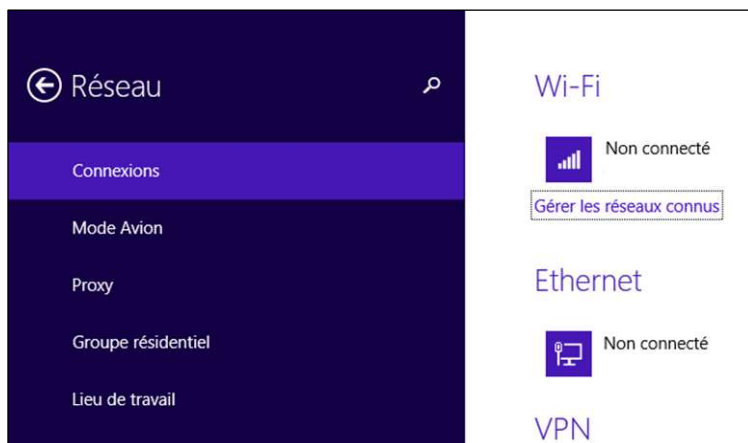 Réseau
Connexions
Mode Avion
Proxy
Groupe résidentiel
Lieu de travail
Wi-Fi
Non connecté
Gérer les réseaux connus
Ethernet
Non connecté
VPN